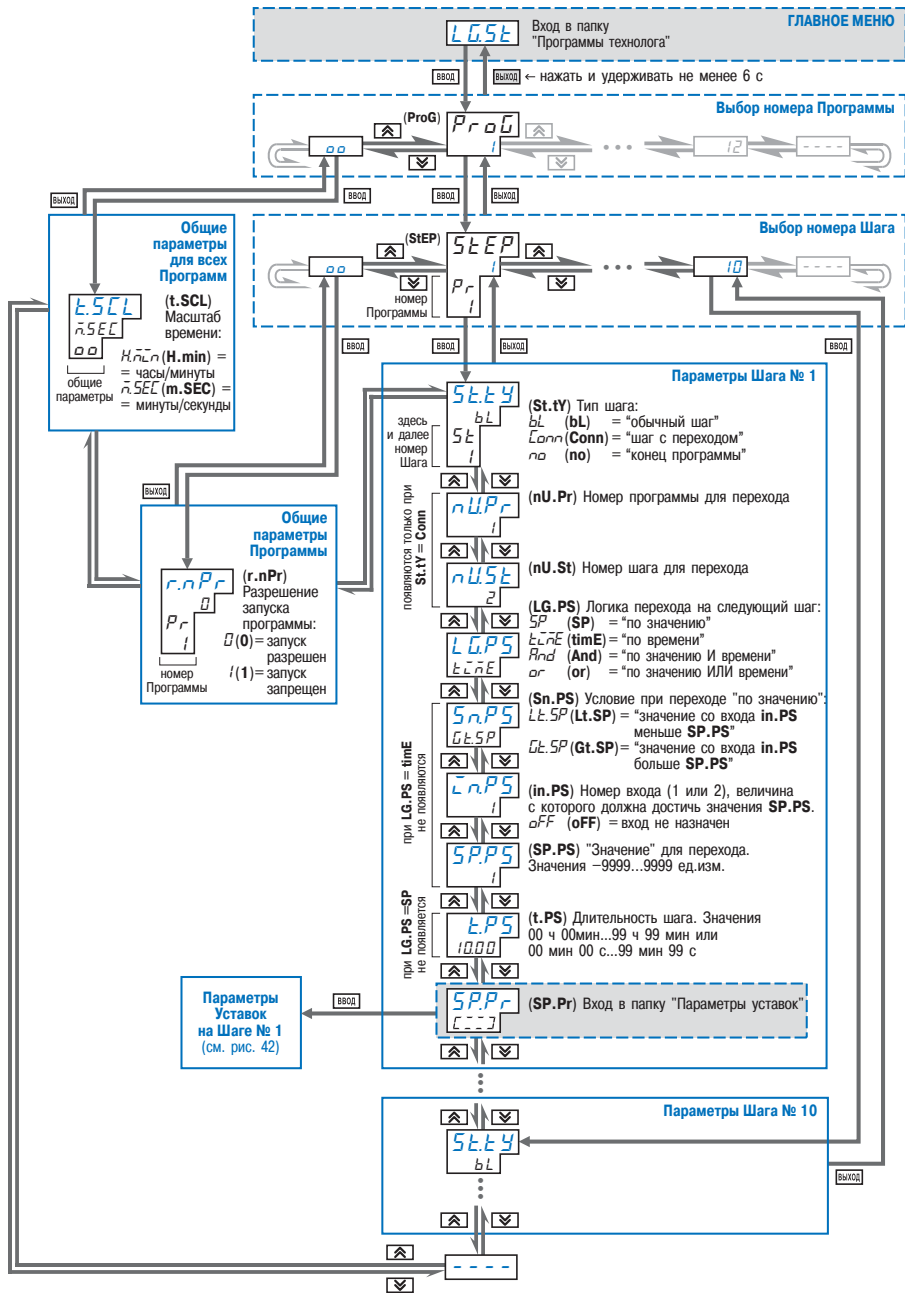 ГЛАВНОЕ МЕНЮ
LG.St
Вход в папку
"Программы технолога"
ввод
выход ← нажать и удерживать не менее 6 с
Выбор номера Программы
(ProG)
ProG
1
oo
12
- - - -
выход
ввод
ввод
выход
Выбор номера Шага
(StEP)
StEP
1
Pr
1
номер
Программы
oo
10
- - - -
Общие
параметры
для всех
Программ
t.SCL
m.SEC
oo
общие
параметры
(t.SCL)
Масштаб
времени:
H.min (H.min) =
= часы/минуты
m.SEC (m.SEC) =
= минуты/секунды
ввод
ввод
выход
ввод
Параметры Шага № 1
St.tY
bL
St
1
здесь
и далее
номер
Шага
(St.tY) Тип шага:
bL (bL) = “обычный шаг”
Conn (Conn) = “шаг с переходом”
no (no) = “конец программы”
появляются только при
St.tY = Conn
nU.Pr
1
(nU.Pr) Номер программы для перехода
nU.St
2
(nU.St) Номер шага для перехода
выход
Общие
параметры
Программы
r.nPr
0
Pr
1
номер
Программы
(r.nPr)
Разрешение
запуска
программы:
0 (0) = запуск
разрешен
1 (1) = запуск
запрещен
LG.PS
timE
(LG.PS) Логика перехода на следующий шаг:
SP (SP) = “по значению”
timE (timE) = “по времени”
And (And) = “по значению И времени”
or (or) = “по значению ИЛИ времени”
при LG.PS = timE
не появляются
Sn.PS
Gt.SP
(Sn.PS) Условие при переходе "по значению":
Lt.SP (Lt.SP) = “значение со входа in.PS
меньше SP.PS”
Gt.SP (Gt.SP) = “значение со входа in.PS
больше SP.PS”
in.PS
1
(in.PS) Номер входа (1 или 2), величина
с которого должна достичь значения SP.PS.
oFF (oFF) = вход не назначен
SP.PS
1
(SP.PS) "Значение" для перехода.
Значения −9999...9999 ед.изм.
при LG.PS =SP
не появляется
t.PS
10.00
(t.PS) Длительность шага. Значения
00 ч 00мин...99 ч 99 мин или
00 мин 00 с...99 мин 99 с
SP.Pr
[- - -]
(SP.Pr) Вход в папку "Параметры уставок"
ввод
Параметры
Уставок
на Шаге № 1
(см. рис. 42)
Параметры Шага № 10
St.tY
bL
выход
- - - -